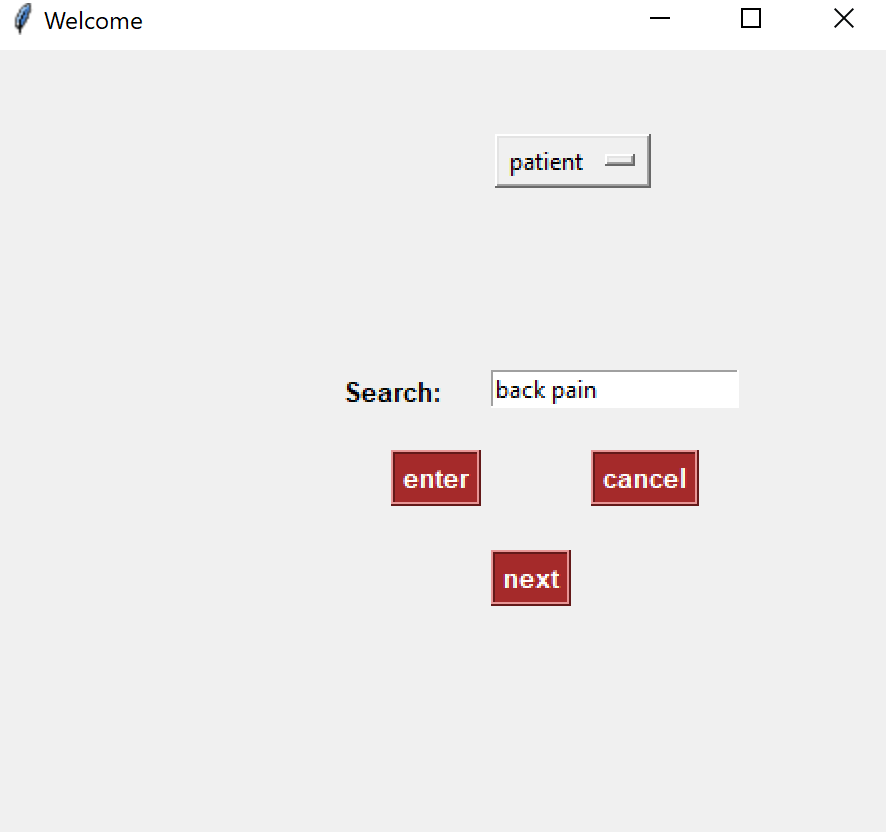 Welcome
patient
Search: back pain
enter cancel
next